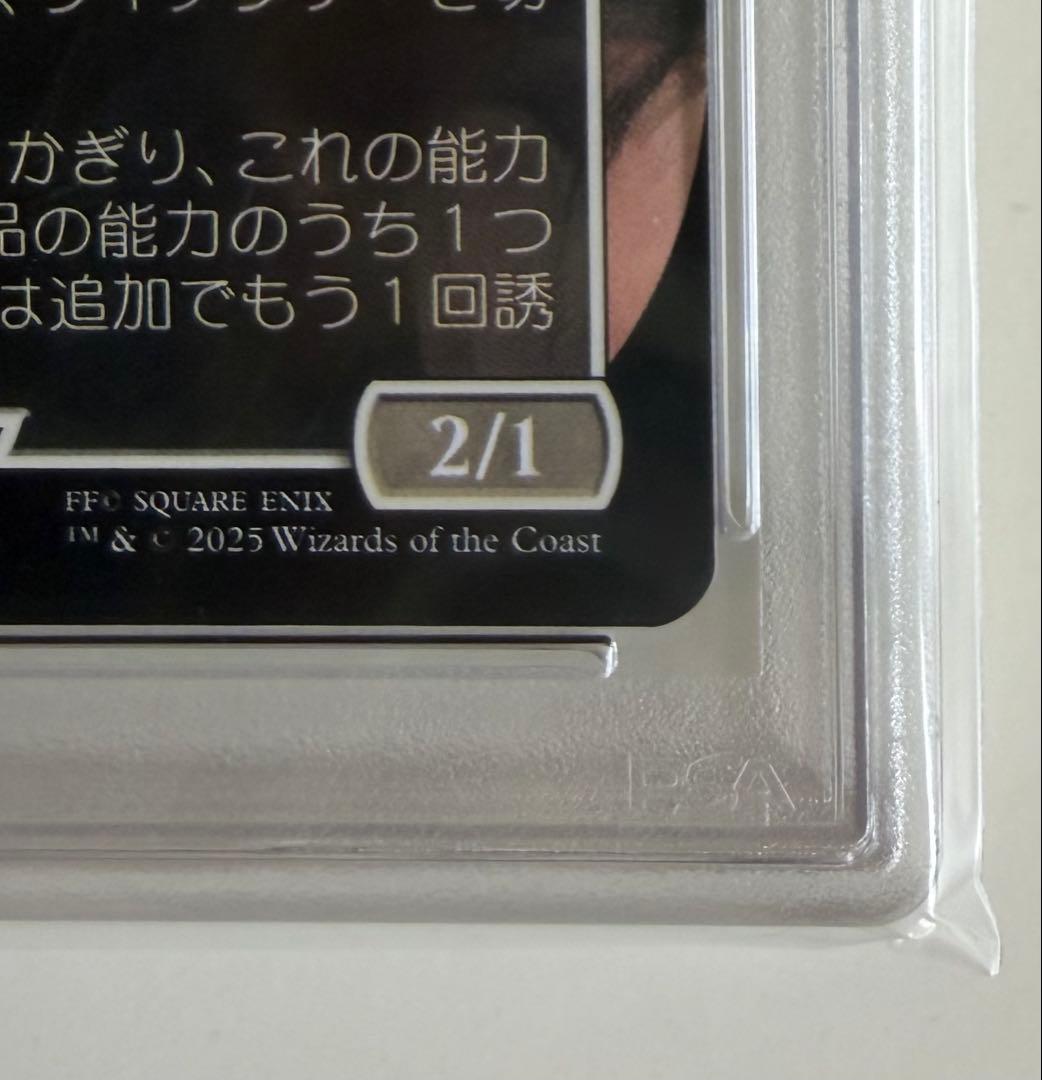 かぎり、これの能力
品の能力のうち1つ
は追加でもう1回誘
2/1
FF© SQUARE ENIX
™ & © 2025 Wizards of the Coast
PSA